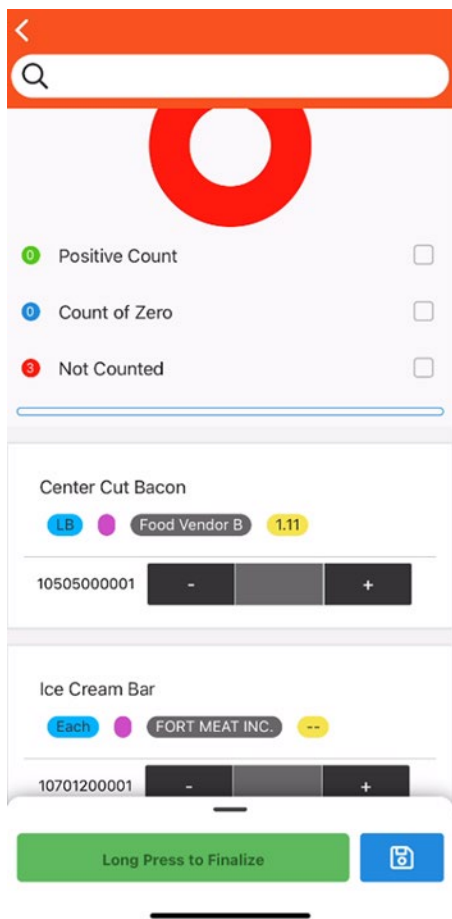 0 Positive Count
0 Count of Zero
3 Not Counted
Center Cut Bacon
LB Food Vendor B 1.11
10505000001 - +
Ice Cream Bar
Each FORT MEAT INC. --
10701200001 - +
Long Press to Finalize